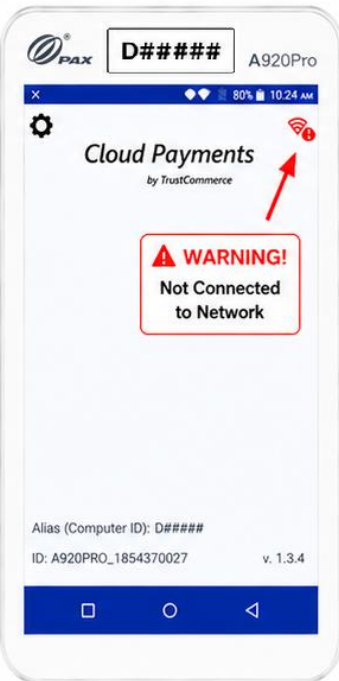 PAX® D##### A920Pro
80% 10.24 AM
Cloud Payments
by TrustCommerce
WARNING!
Not Connected
to Network
Alias (Computer ID): D#####
ID: A920PRO_1854370027 v. 1.3.4